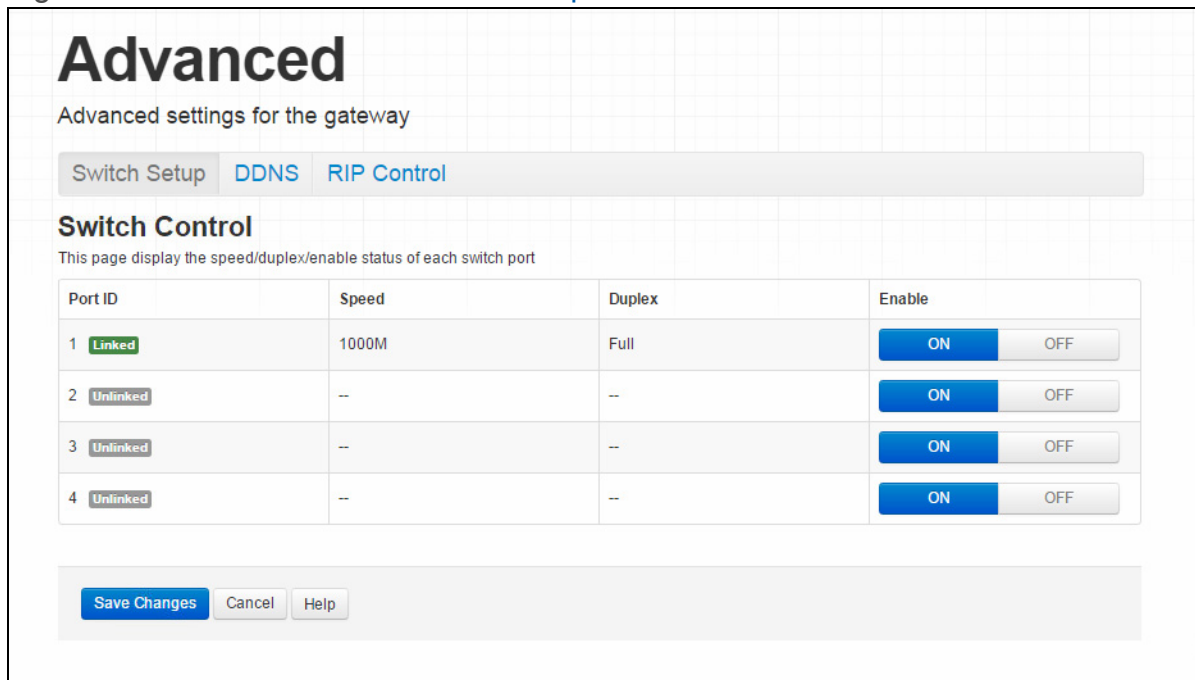 Advanced
Advanced settings for the gateway
Switch Setup DDNS RIP Control
Switch Control
This page display the speed/duplex/enable status of each switch port
Port ID Speed Duplex Enable
1 Linked 1000M Full ON OFF
2 Unlinked -- -- ON OFF
3 Unlinked -- -- ON OFF
4 Unlinked -- -- ON OFF
Save Changes Cancel Help